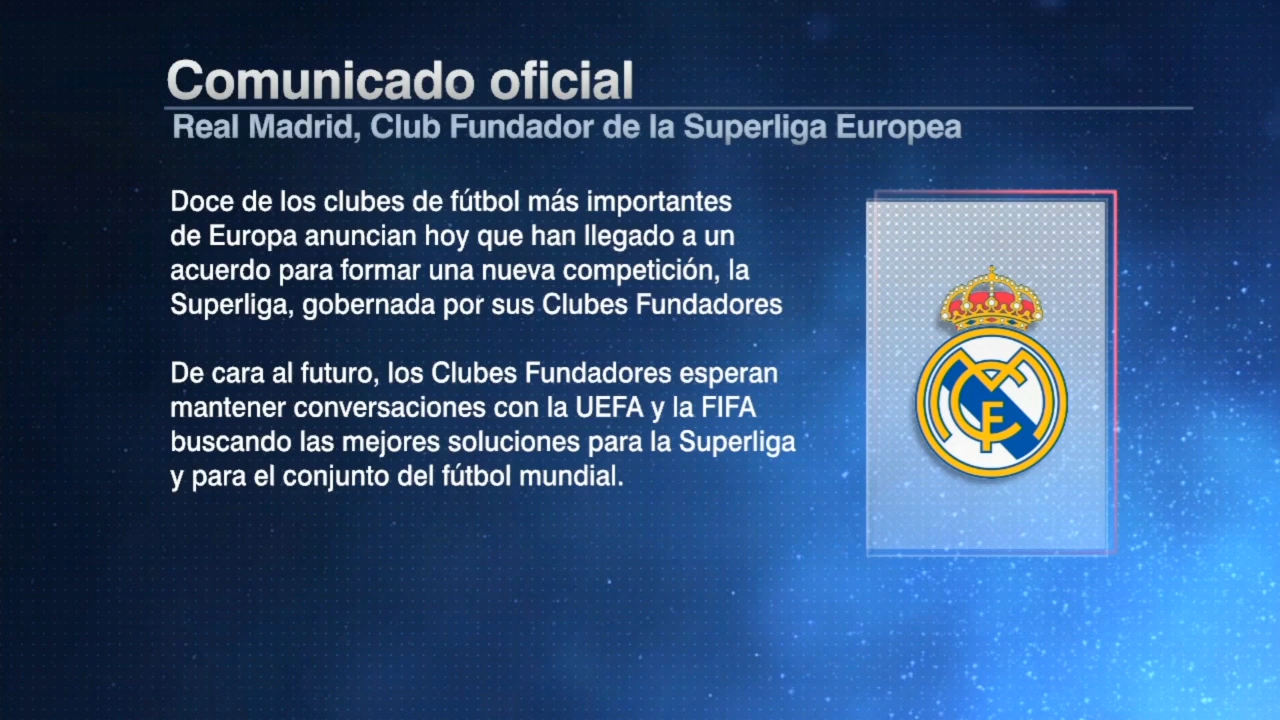 Comunicado oficial
Real Madrid, Club Fundador de la Superliga Europea
Doce de los clubes de fútbol más importantes
de Europa anuncian hoy que han llegado a un
acuerdo para formar una nueva competición, la
Superliga, gobernada por sus Clubes Fundadores
De cara al futuro, los Clubes Fundadores esperan
mantener conversaciones con la UEFA y la FIFA
buscando las mejores soluciones para la Superliga
y para el conjunto del fútbol mundial.